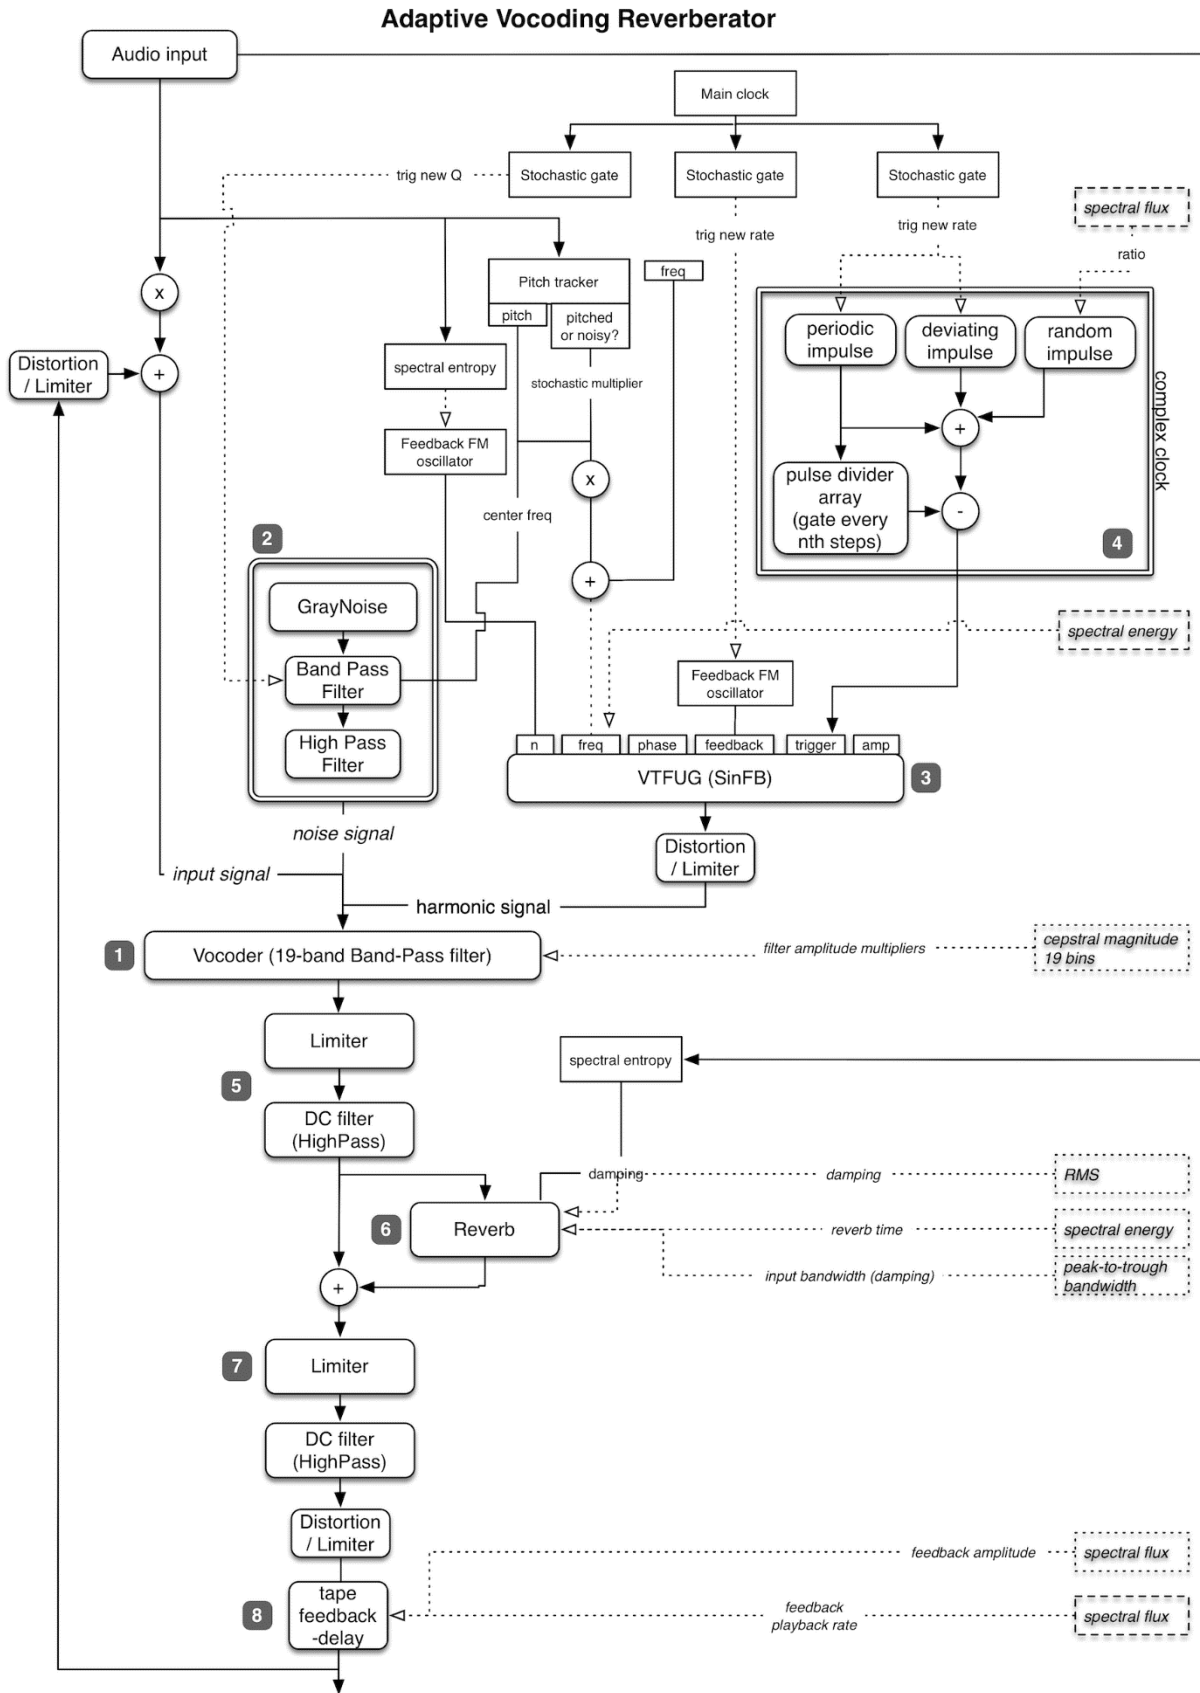 Adaptive Vocoding Reverberator
Audio input
Main clock
trig new Q
Stochastic gate
Stochastic gate
Stochastic gate
spectral flux
trig new rate
trig new rate
ratio
Pitch tracker
freq
pitch
pitched
or noisy?
x
periodic
impulse
deviating
impulse
random
impulse
Distortion
/ Limiter
+
spectral entropy
stochastic multiplier
complex clock
+
Feedback FM
oscillator
x
pulse divider
array
(gate every
nth steps)
-
center freq
2
4
+
GrayNoise
spectral energy
Band Pass
Filter
Feedback FM
oscillator
High Pass
Filter
n
freq
phase
feedback
trigger
amp
VTFUG (SinFB)
3
noise signal
Distortion
/ Limiter
input signal
harmonic signal
1
Vocoder (19-band Band-Pass filter)
filter amplitude multipliers
cepstral magnitude
19 bins
Limiter
spectral entropy
5
DC filter
(HighPass)
damping
damping
RMS
6
Reverb
reverb time
spectral energy
input bandwidth (damping)
peak-to-trough
bandwidth
+
7
Limiter
DC filter
(HighPass)
Distortion
/ Limiter
feedback amplitude
spectral flux
8
tape
feedback
-delay
feedback
playback rate
spectral flux